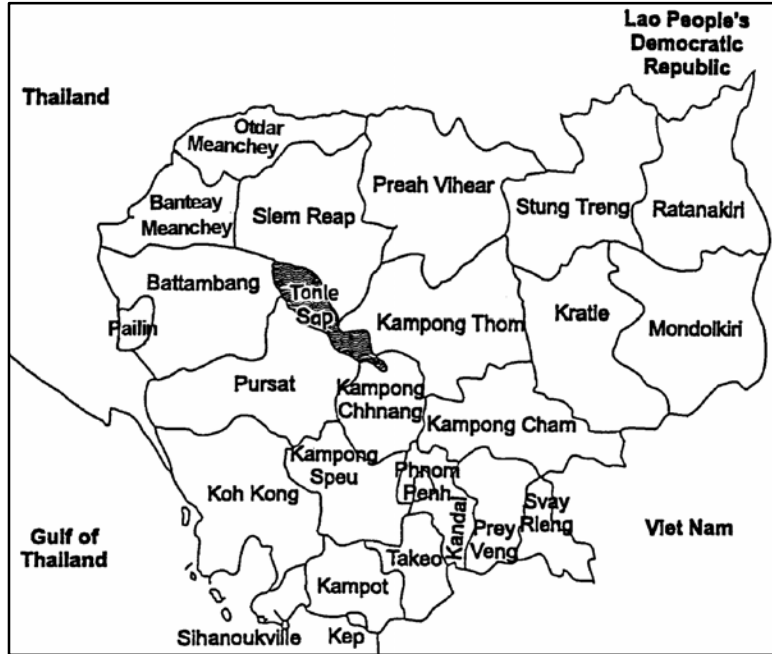 Lao People's
Democratic
Republic
Thailand
Otdar
Meanchey
Preah Vihear
Banteay
Meanchey
Siem Reap
Stung Treng
Ratanakiri
Battambang
Tonle
Sap
Pailin
Kampong Thom
Kratie
Mondolkiri
Pursat
Kampong
Chhnang
Kampong Cham
Kampong
Speu
Phnom
Penh
Koh Kong
Kandal
Prey
Veng
Svay
Rieng
Viet Nam
Gulf of
Thailand
Takeo
Kampot
Sihanoukville
Kep